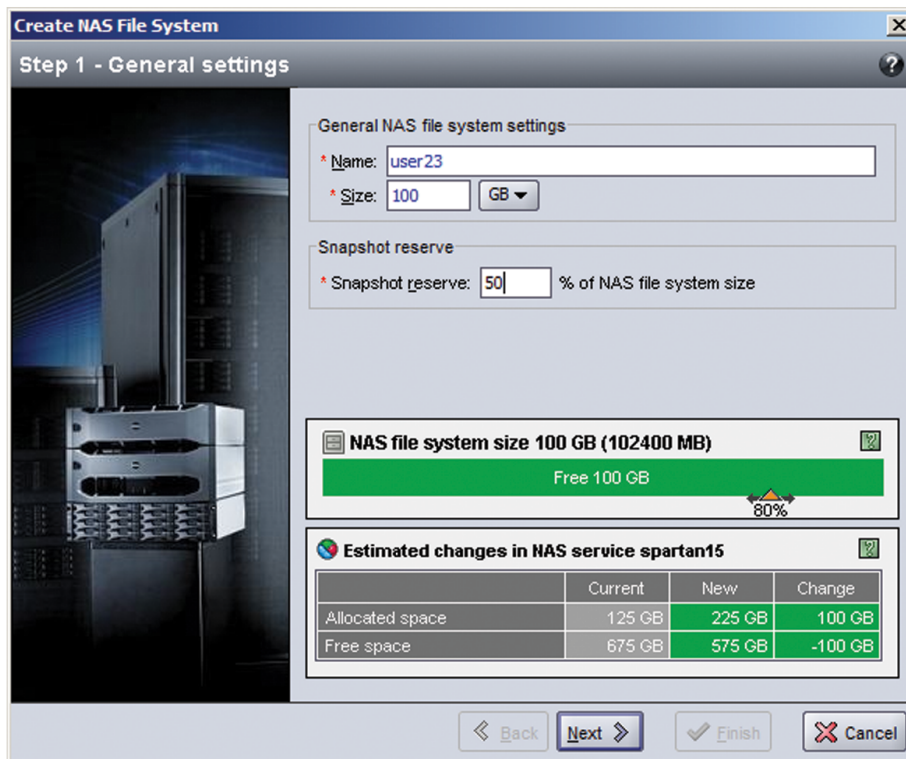 Create NAS File System
Step 1 - General settings
?
General NAS file system settings
* Name: user23
* Size: 100 GB
Snapshot reserve
* Snapshot reserve: 50 % of NAS file system size
NAS file system size 100 GB (102400 MB) ?
Free 100 GB
80%
Estimated changes in NAS service spartan15 ?
Current New Change
Allocated space 125 GB 225 GB 100 GB
Free space 675 GB 575 GB -100 GB
Back Next Finish Cancel